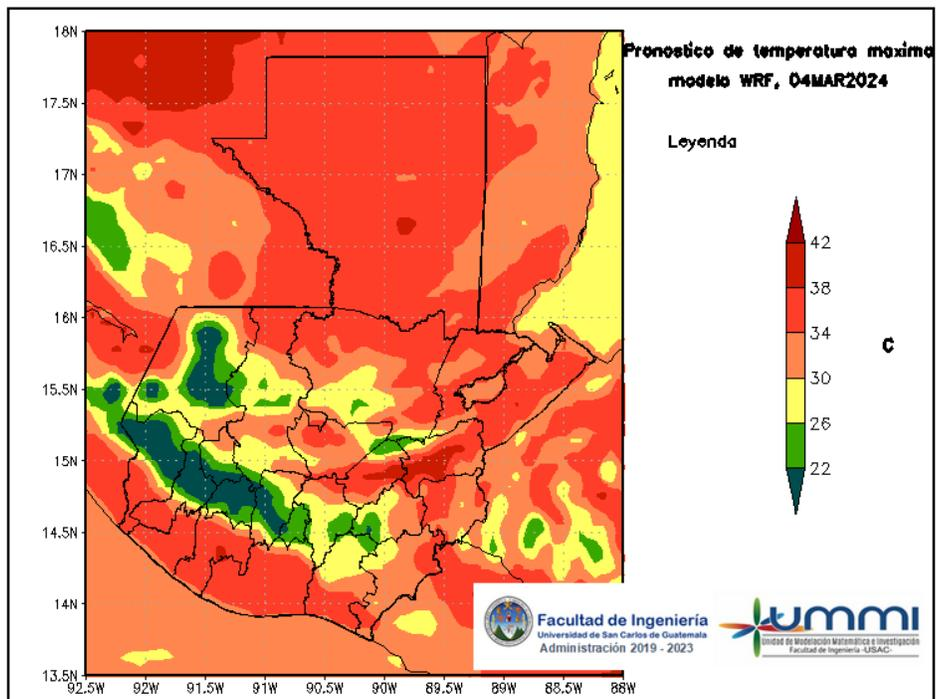 Pronostico de temperatura maxima
modelo WRF, 04MAR2024
Leyenda
18N
17.5N
17N
16.5N
16N
15.5N
15N
14.5N
14N
13.5N
92.5W 92W 91.5W 91W 90.5W 90W 89.5W 89W 88.5W 88W
42
38
34
30
26
22
C
Facultad de Ingeniería
Universidad de San Carlos de Guatemala
Administración 2019 - 2023
ummi
Unidad de Modelación Matemática e Investigación
Facultad de Ingeniería -USAC-